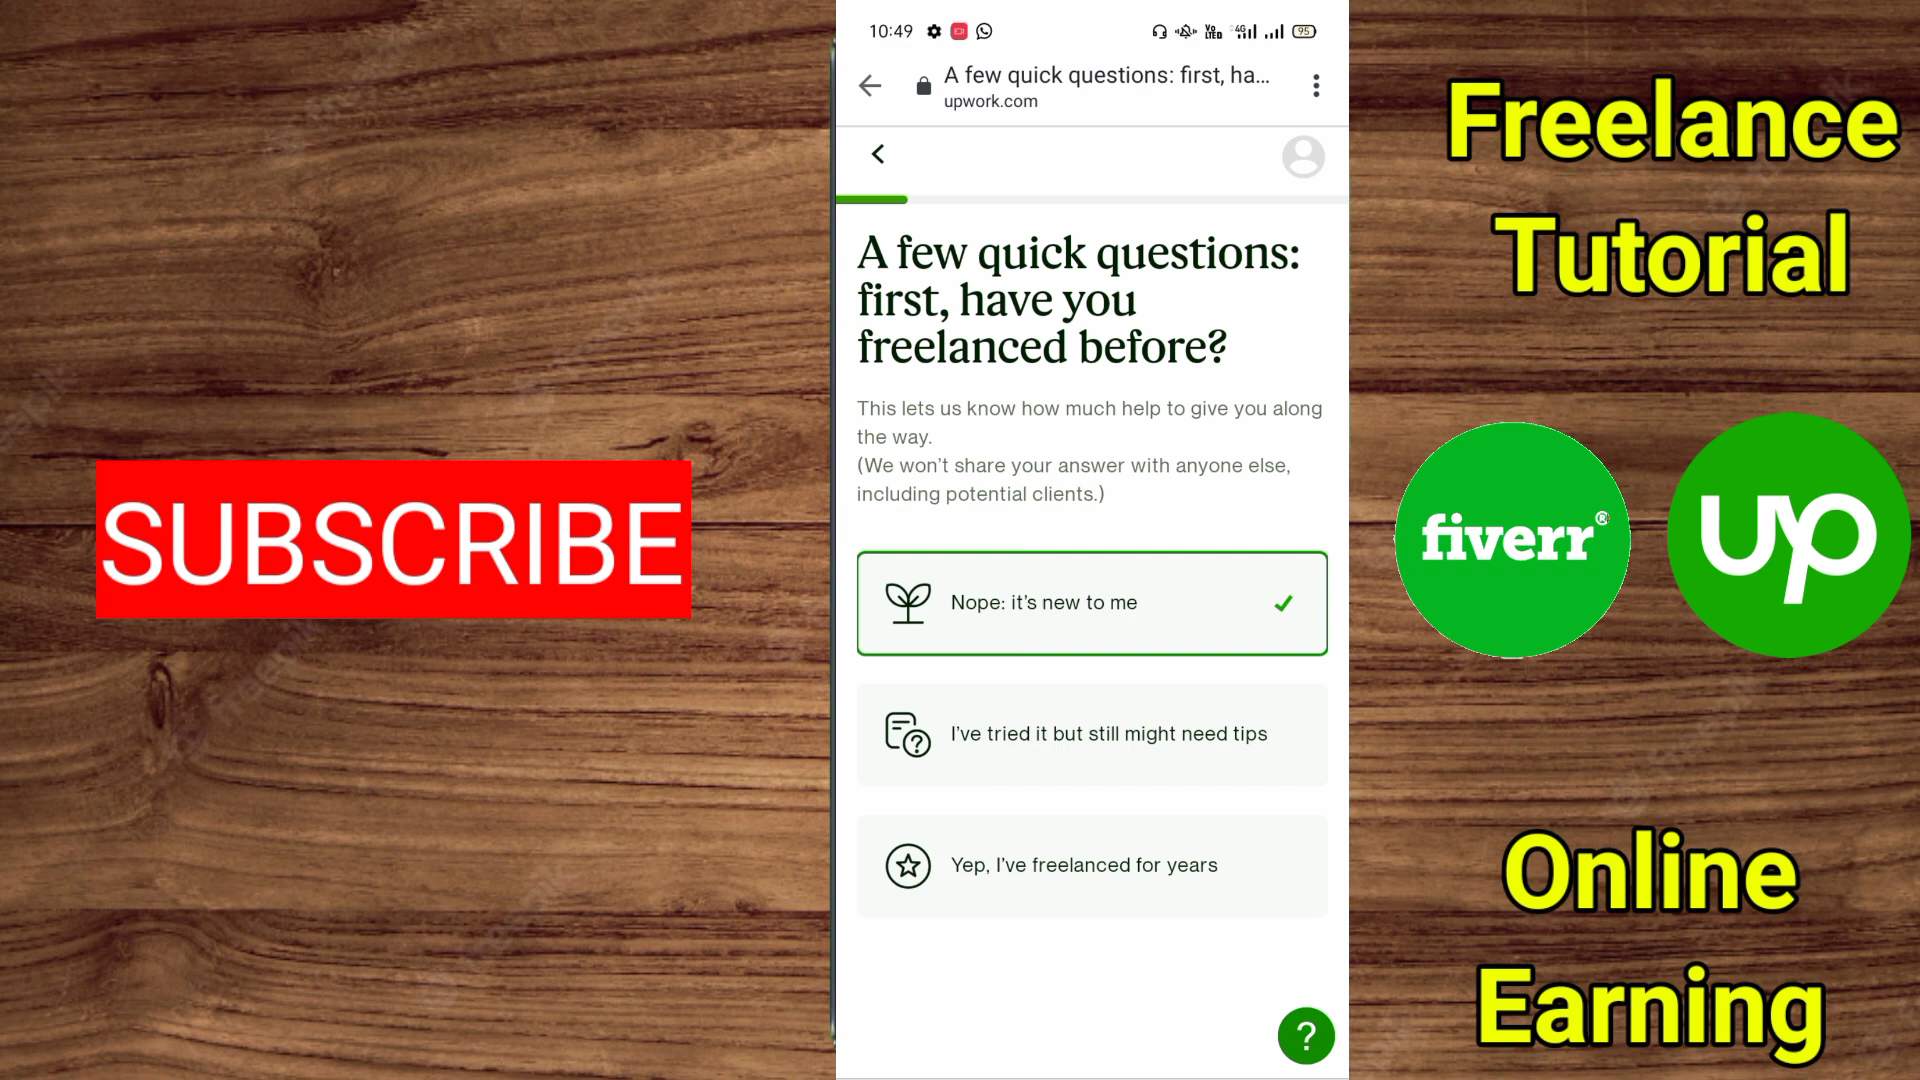 SUBSCRIBE
10:49
4G
95
A few quick questions: first, ha...
upwork.com
A few quick questions:
first, have you
freelanced before?
This lets us know how much help to give you along
the way.
(We won't share your answer with anyone else,
including potential clients.)
Nope: it's new to me
I've tried it but still might need tips
Yep, I've freelanced for years
?
Freelance
Tutorial
fiverr®
up
Online
Earning